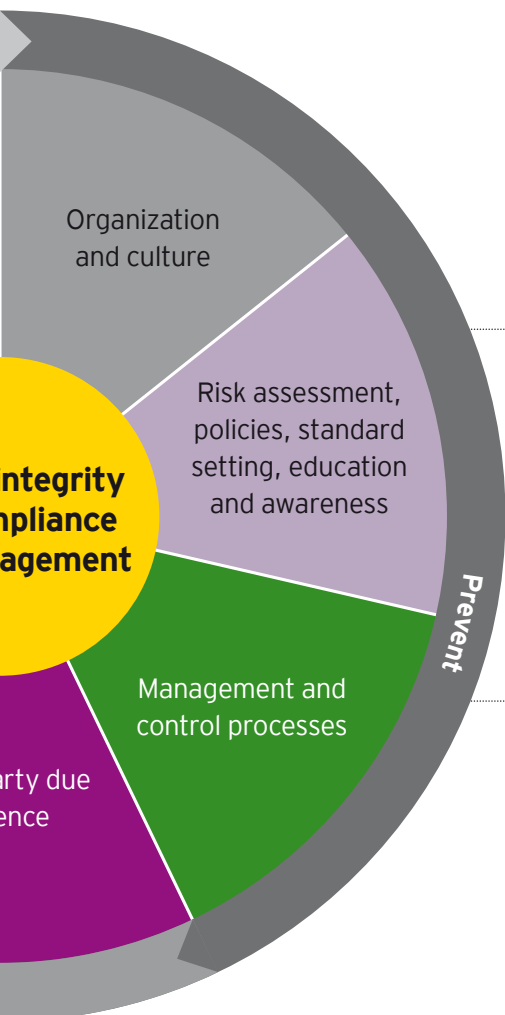 Organization
and culture
Risk assessment,
policies, standard
setting, education
and awareness
integrity
mpliance
agement
Prevent
Management and
control processes
arty due
ence